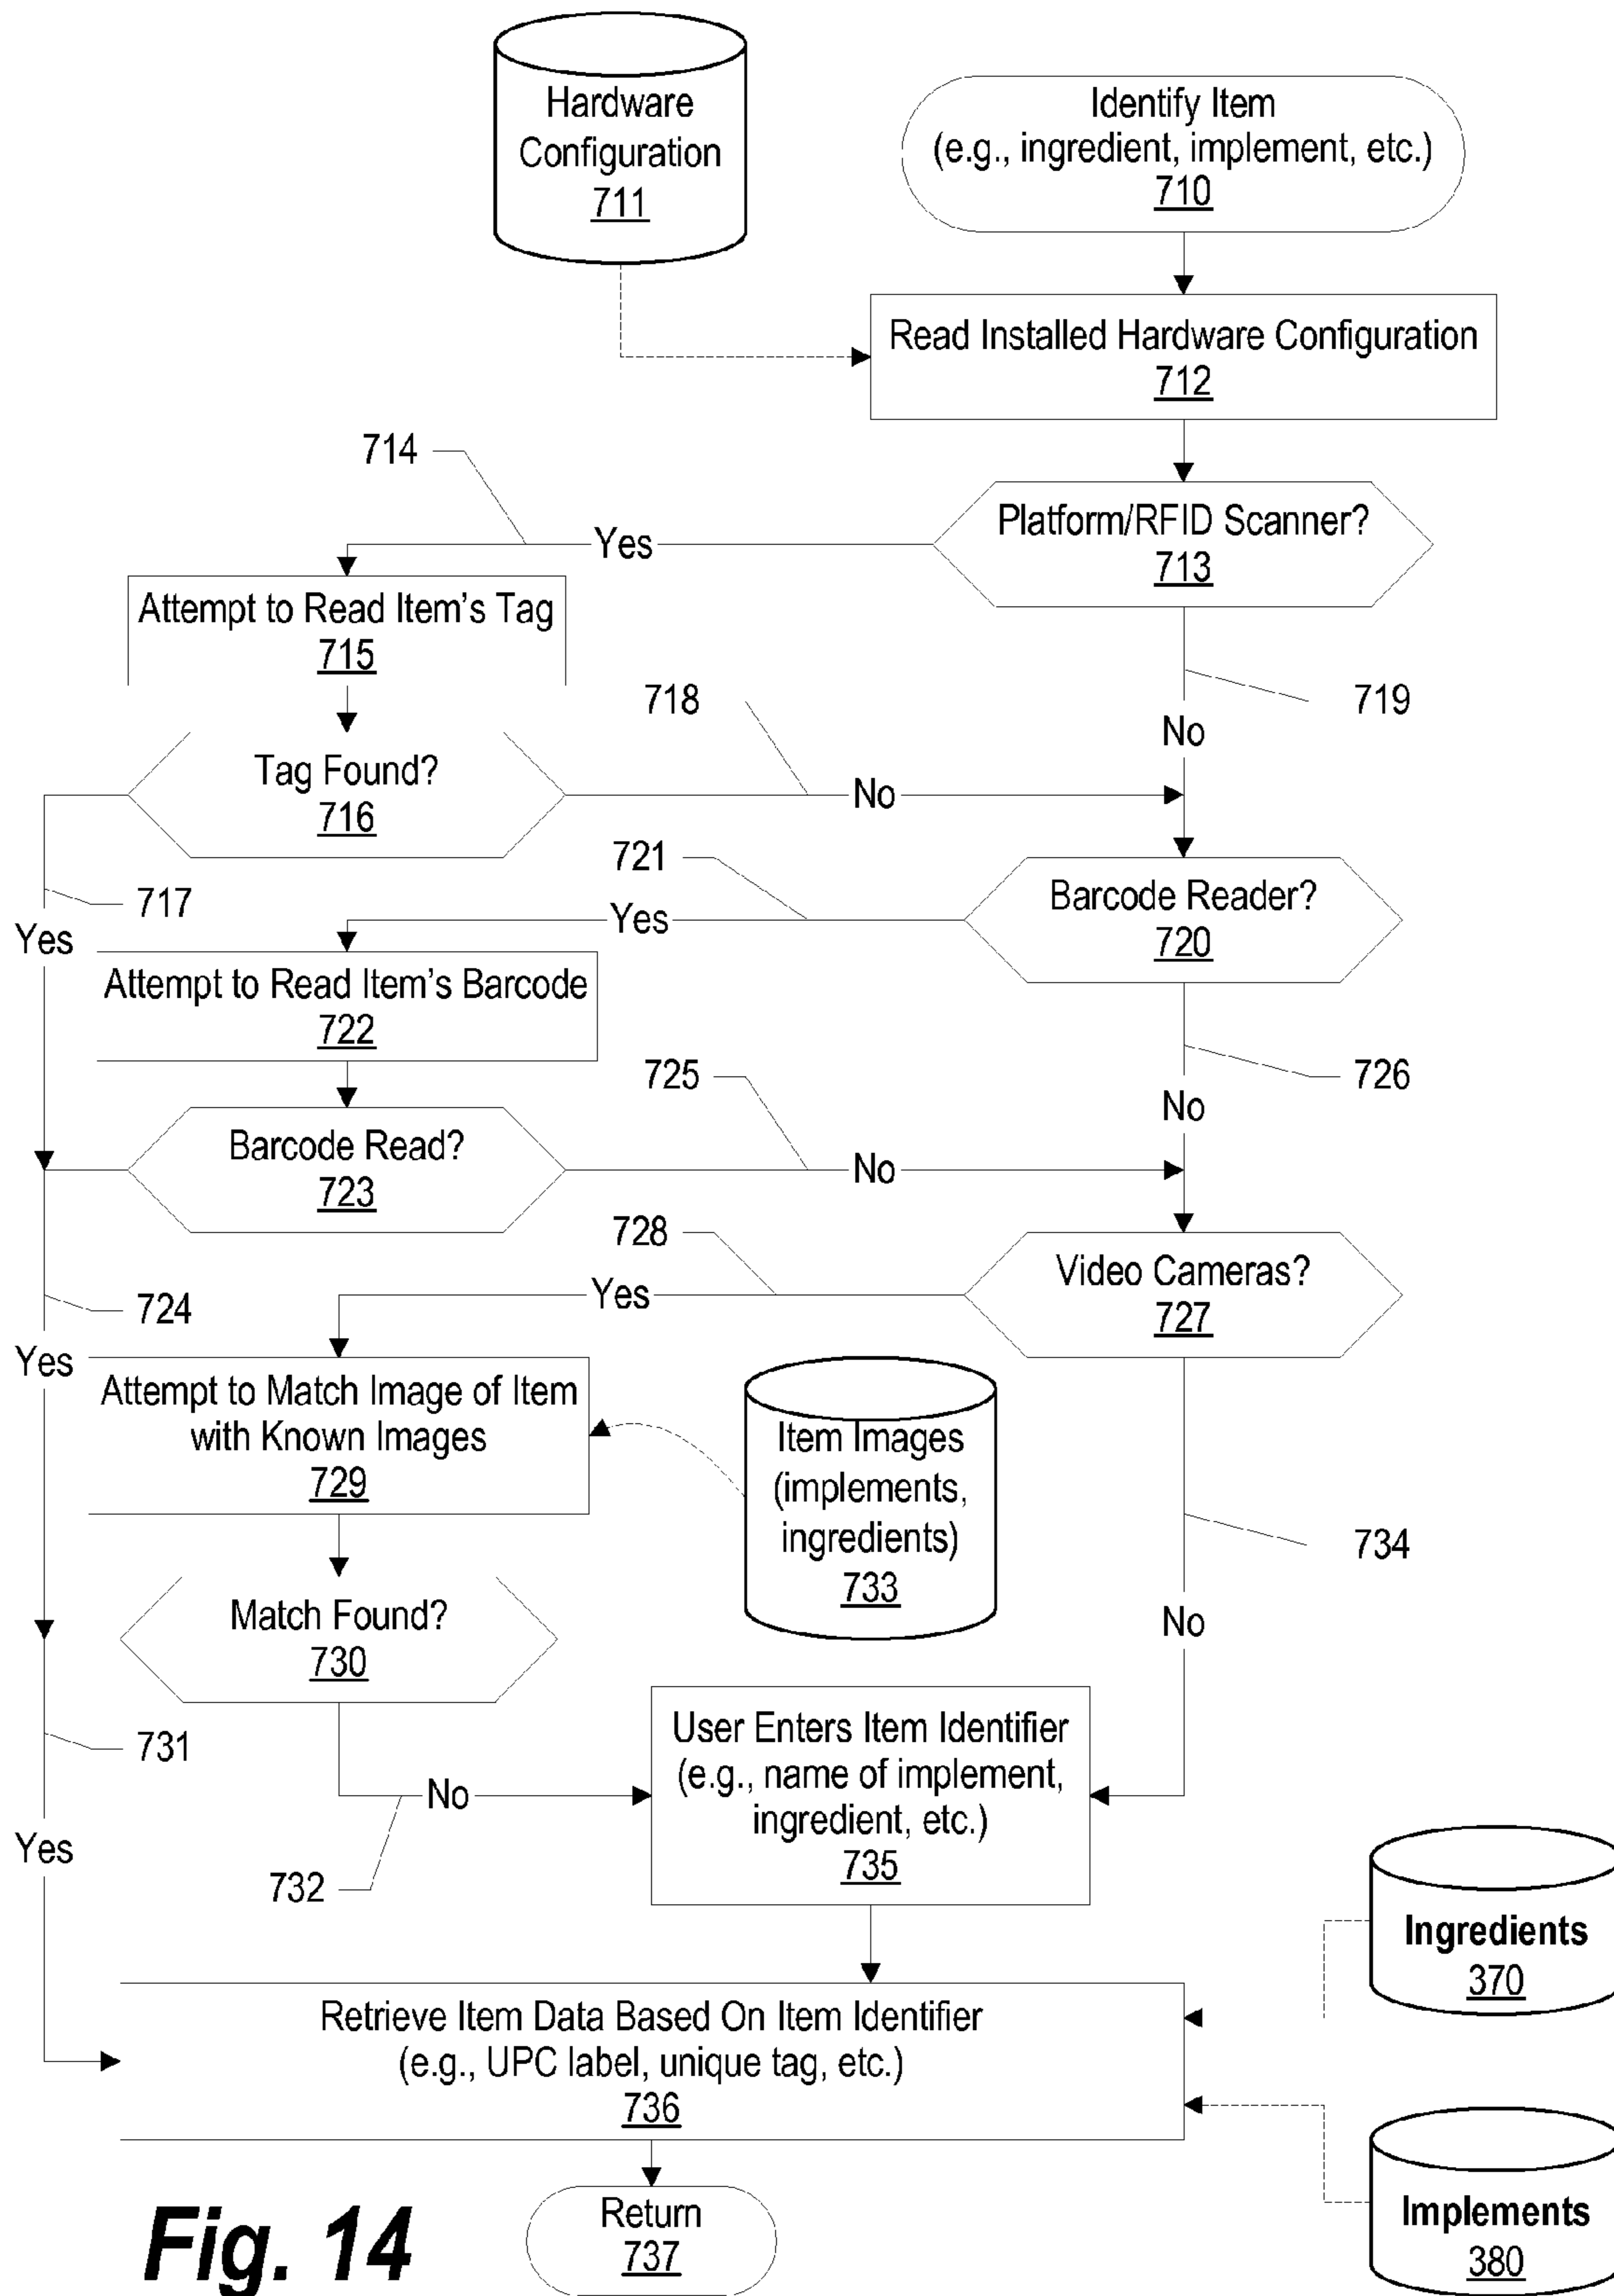 Hardware
Configuration
711
Identify Item
(e.g., ingredient, implement, etc.)
710
Read Installed Hardware Configuration
712
714
Yes
Platform/RFID Scanner?
713
Attempt to Read Item's Tag
715
718
719
No
Tag Found?
716
No
717
Yes
721
Yes
Barcode Reader?
720
Attempt to Read Item's Barcode
722
725
726
No
Barcode Read?
723
No
724
Yes
728
Yes
Video Cameras?
727
Attempt to Match Image of Item
with Known Images
729
Item Images
(implements,
ingredients)
733
734
No
Match Found?
730
731
Yes
No
732
User Enters Item Identifier
(e.g., name of implement,
ingredient, etc.)
735
Ingredients
370
Retrieve Item Data Based On Item Identifier
(e.g., UPC label, unique tag, etc.)
736
Implements
380
Return
737
Fig. 14